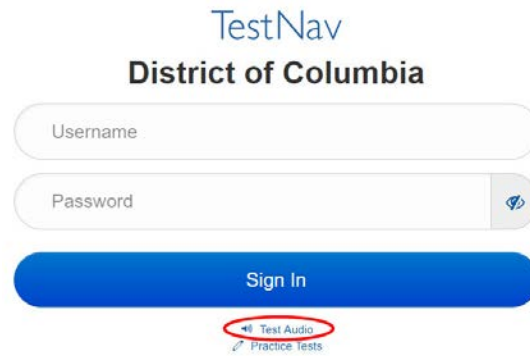 TestNav
District of Columbia
Username
Password
Sign In
Test Audio
Practice Tests